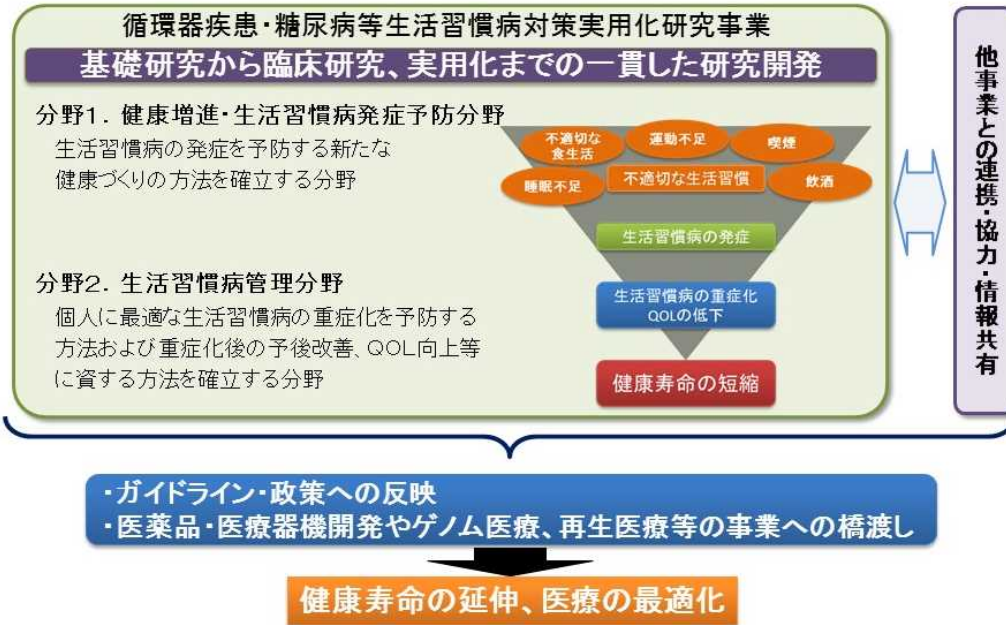 循環器疾患・糖尿病等生活習慣病対策実用化研究事業
基礎研究から臨床研究、実用化までの一貫した研究開発
分野1. 健康増進・生活習慣病発症予防分野
生活習慣病の発症を予防する新たな
健康づくりの方法を確立する分野
不適切な
食生活
運動不足
喫煙
睡眠不足
不適切な生活習慣
飲酒
生活習慣病の発症
分野2. 生活習慣病管理分野
個人に最適な生活習慣病の重症化を予防する
方法および重症化後の予後改善、QOL向上等
に資する方法を確立する分野
生活習慣病の重症化
QOLの低下
健康寿命の短縮
他事業との連携・協力・情報共有
・ガイドライン・政策への反映
・医薬品・医療器機開発やゲノム医療、再生医療等の事業への橋渡し
健康寿命の延伸、医療の最適化